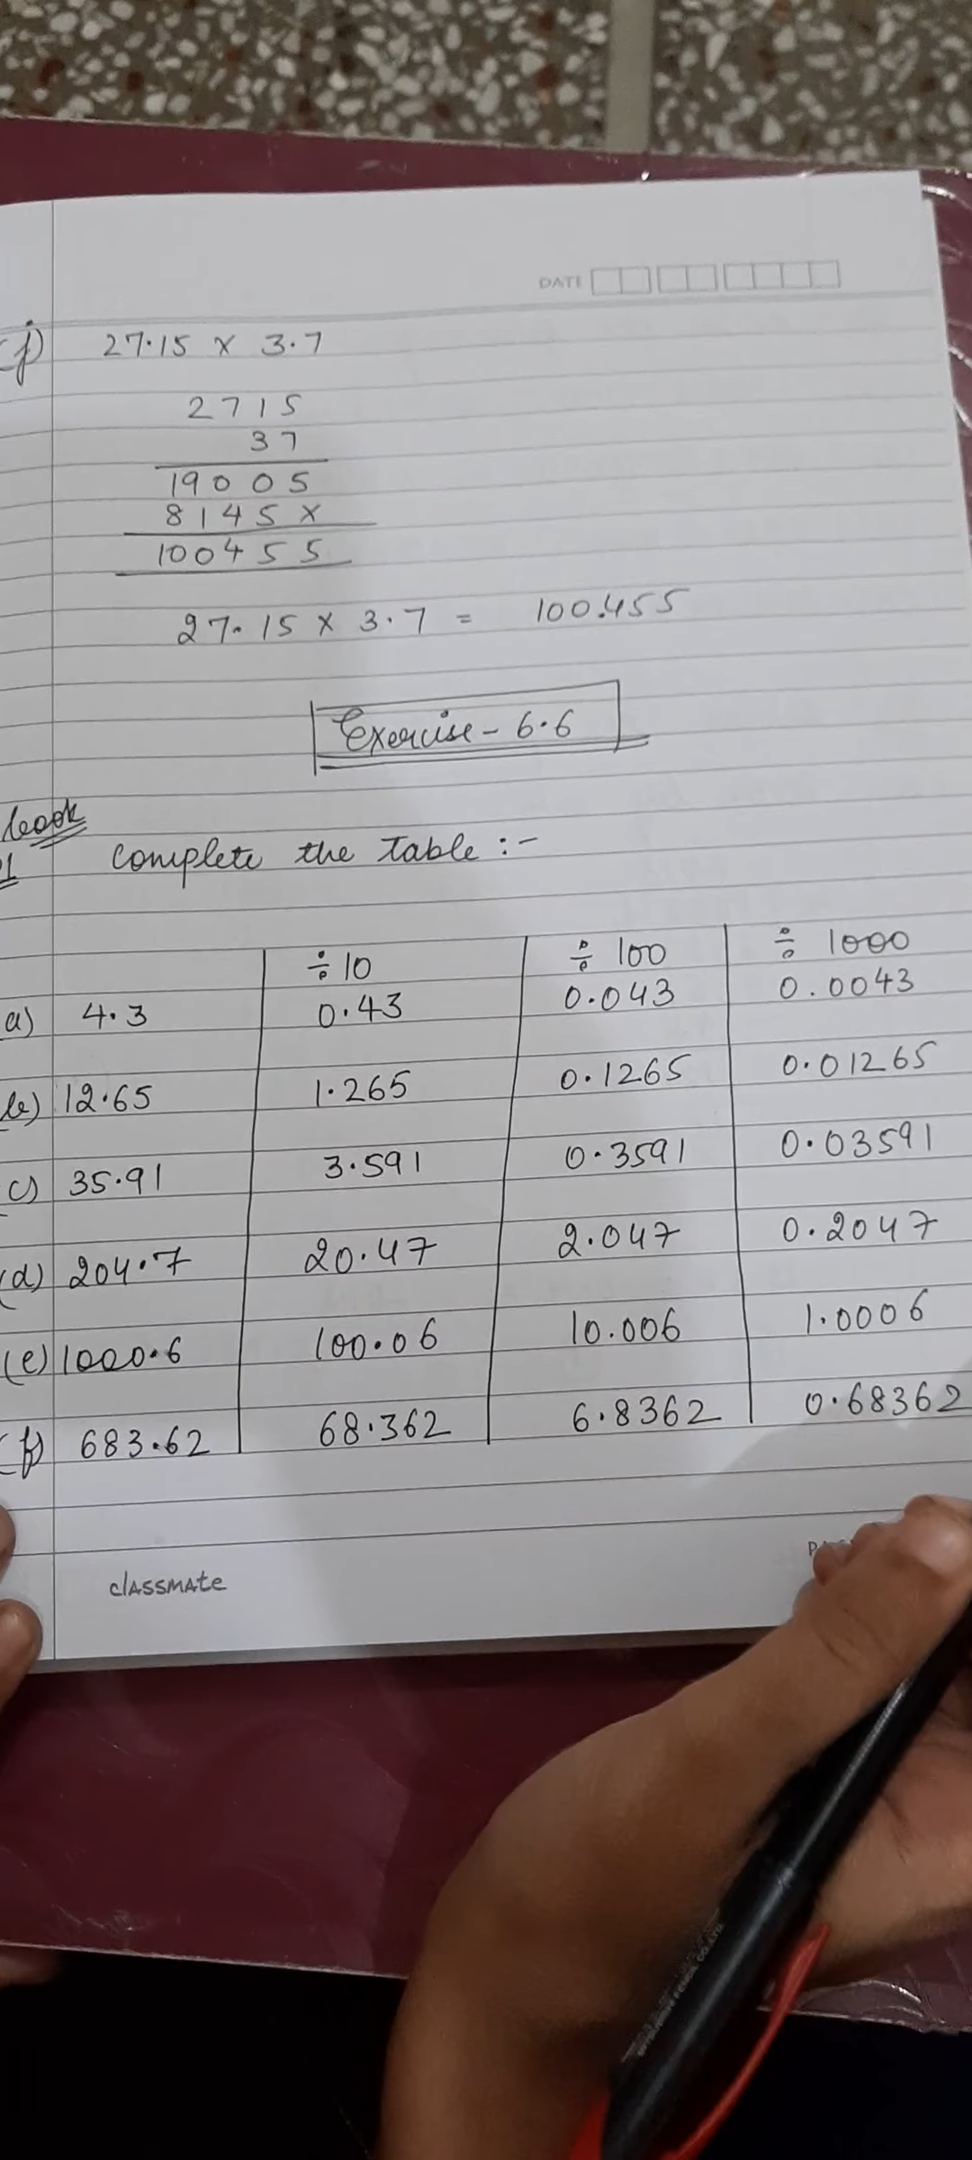 DATE
(j) 27.15 x 3.7
2715
37
19005
8145x
100455
27.15 x 3.7 = 100.455
Exercise - 6.6
book
1 Complete the table :-
÷10 ÷ 100 ÷ 1000
a) 4.3 0.43 0.043 0.0043
b) 12.65 1.265 0.1265 0.01265
c) 35.91 3.591 0.3591 0.03591
(d) 204.7 20.47 2.047 0.2047
(e) 1000.6 100.06 10.006 1.0006
(f) 683.62 68.362 6.8362 0.68362
classmate